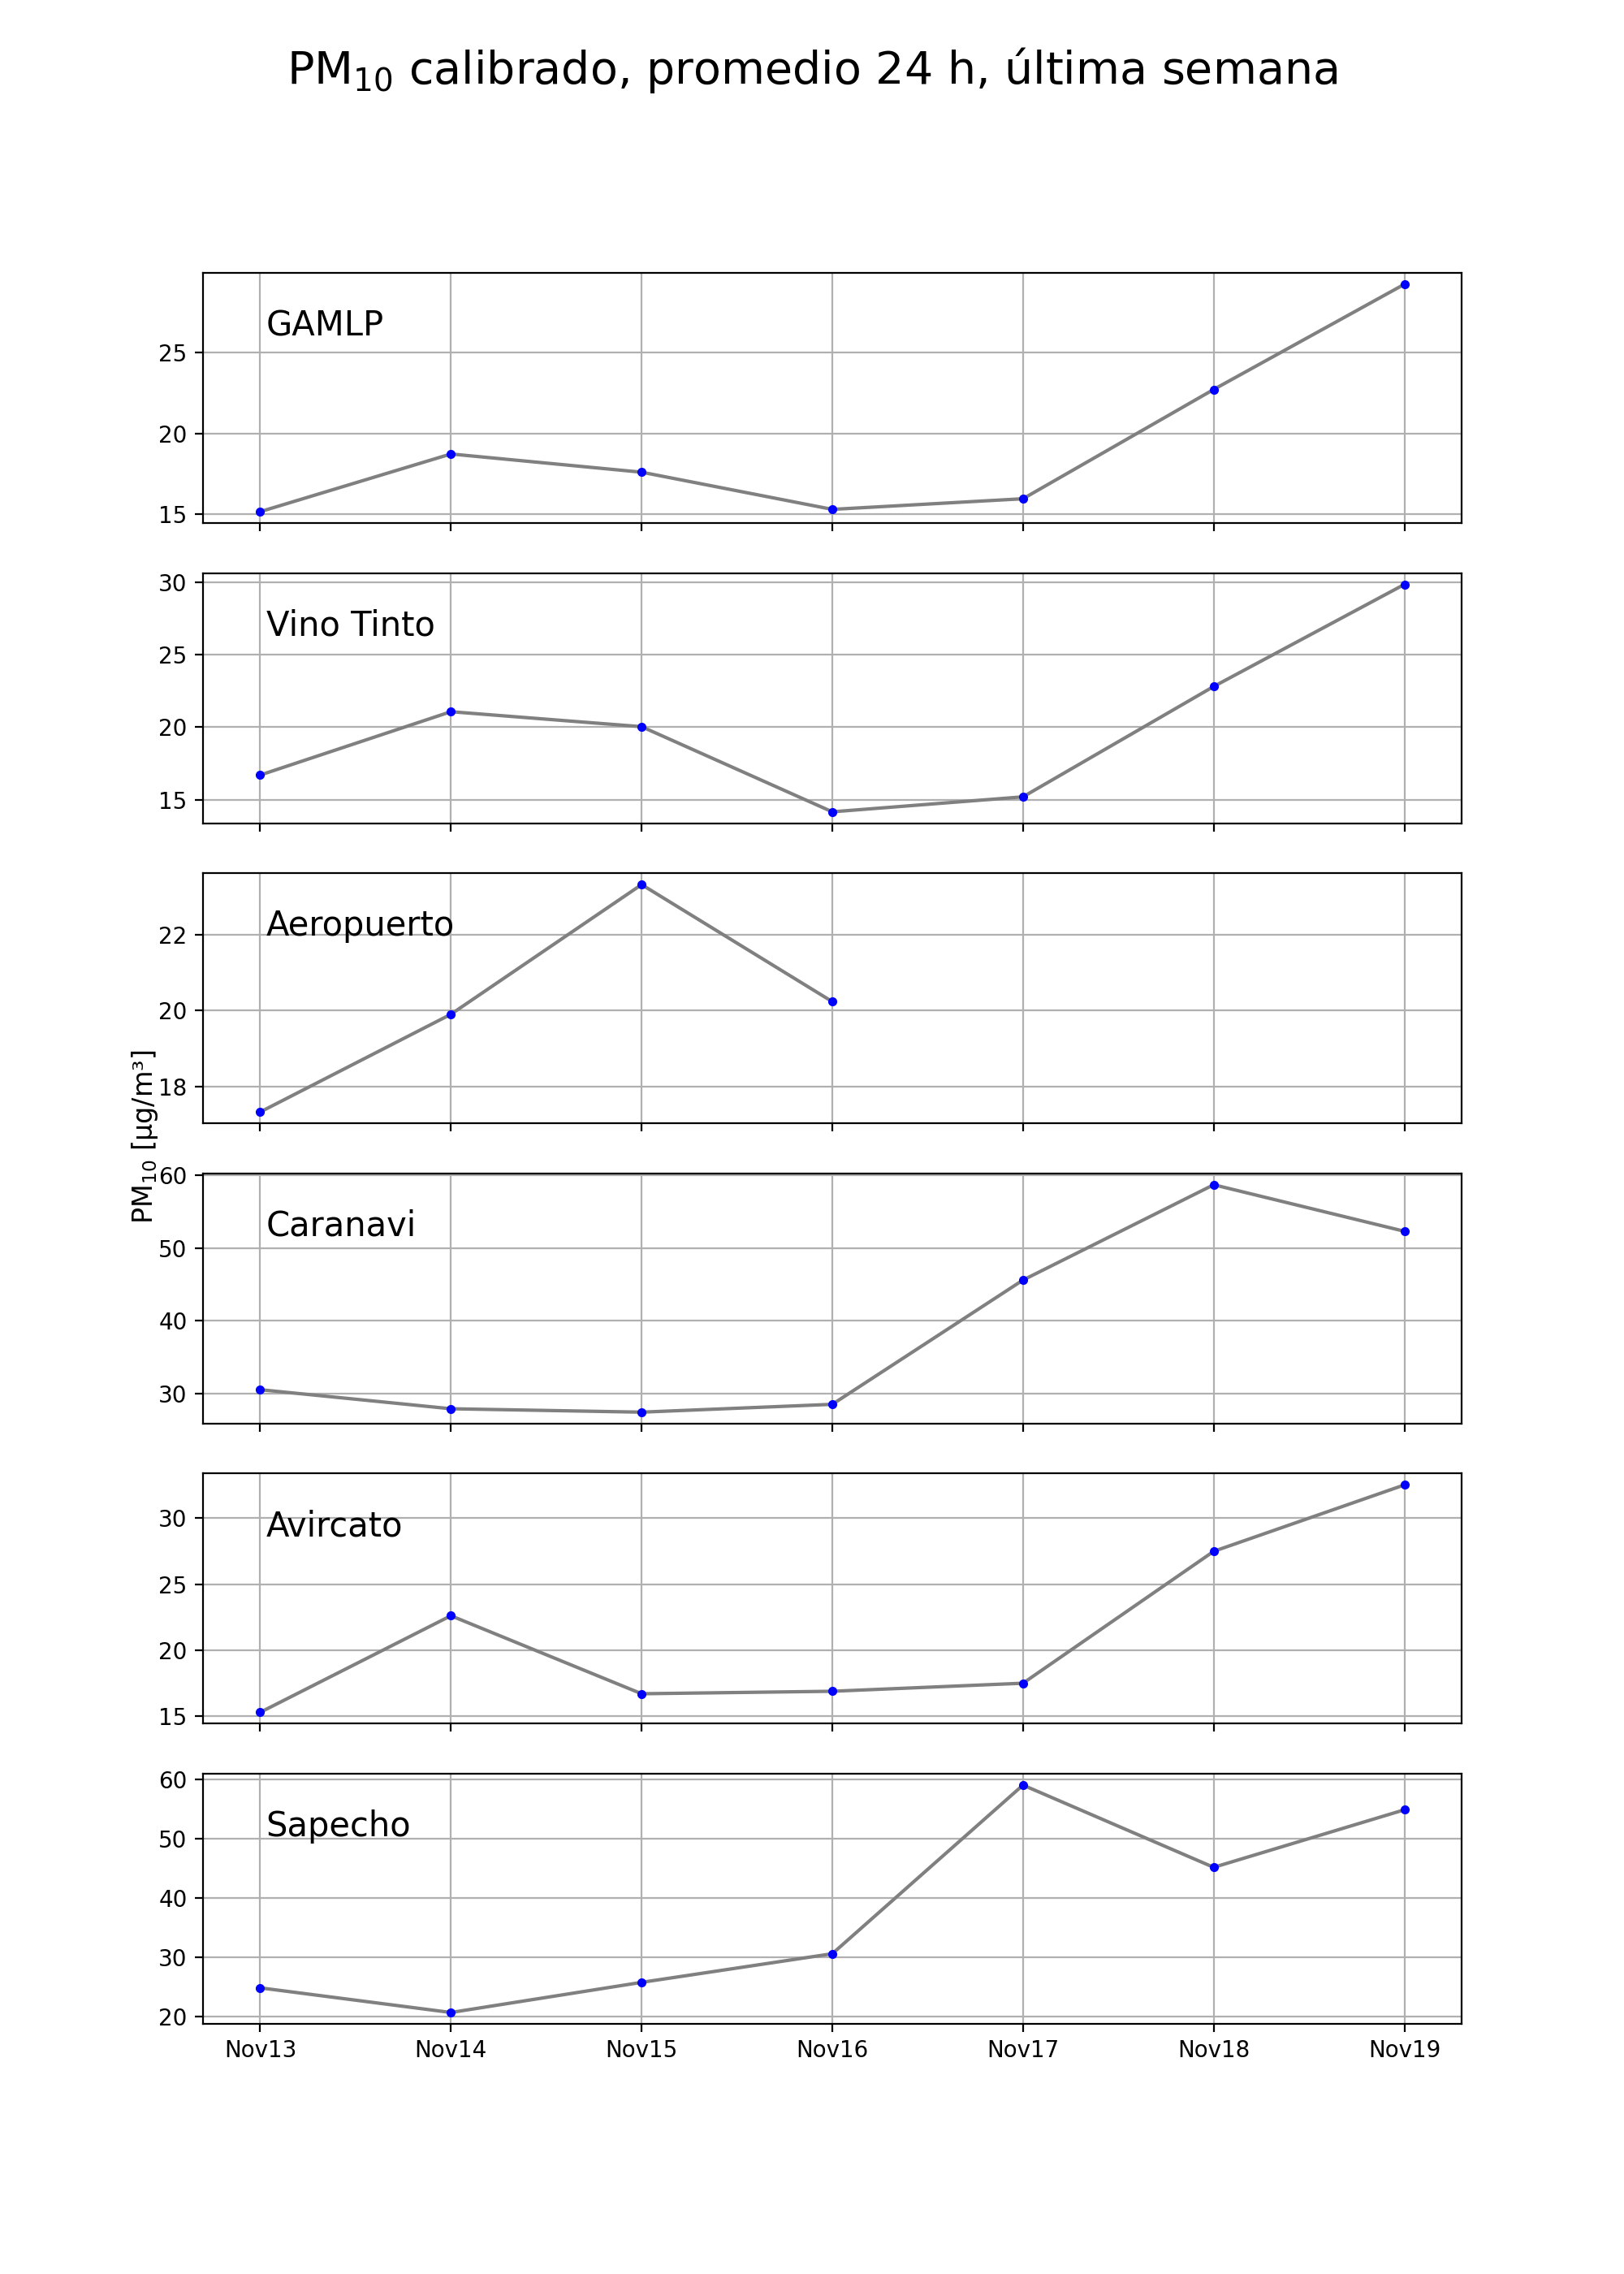 PM₁₀ calibrado, promedio 24 h, última semana
GAMLP
25
20
15
Vino Tinto
30
25
20
15
Aeropuerto
22
20
18
PM₁₀ [µg/m³]
Caranavi
60
50
40
30
Avircato
30
25
20
15
Sapecho
60
50
40
30
20
Nov13 Nov14 Nov15 Nov16 Nov17 Nov18 Nov19